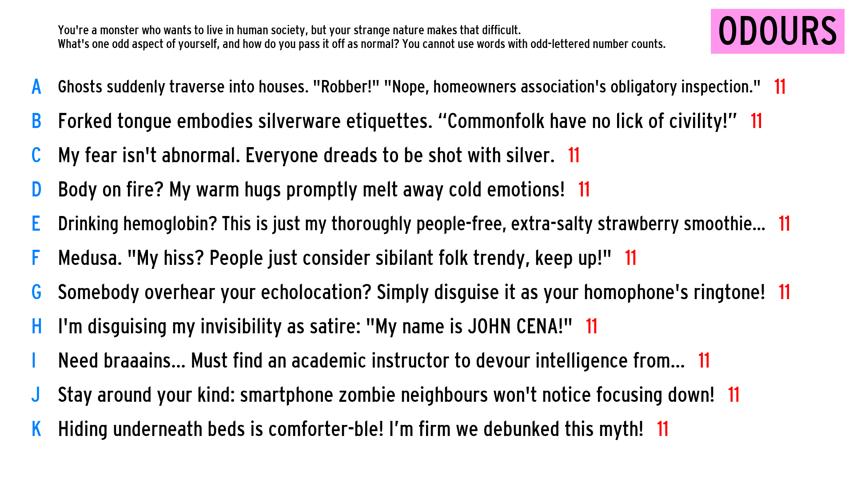 You're a monster who wants to live in human society, but your strange nature makes that difficult.
What's one odd aspect of yourself, and how do you pass it off as normal? You cannot use words with odd-lettered number counts.
ODOURS
A Ghosts suddenly traverse into houses. "Robber!" "Nope, homeowners association's obligatory inspection." 11
B Forked tongue embodies silverware etiquettes. “Commonfolk have no lick of civility!” 11
C My fear isn't abnormal. Everyone dreads to be shot with silver. 11
D Body on fire? My warm hugs promptly melt away cold emotions! 11
E Drinking hemoglobin? This is just my thoroughly people-free, extra-salty strawberry smoothie... 11
F Medusa. "My hiss? People just consider sibilant folk trendy, keep up!" 11
G Somebody overhear your echolocation? Simply disguise it as your homophone's ringtone! 11
H I'm disguising my invisibility as satire: "My name is JOHN CENA!" 11
I Need braaains... Must find an academic instructor to devour intelligence from... 11
J Stay around your kind: smartphone zombie neighbours won't notice focusing down! 11
K Hiding underneath beds is comforter-ble! I’m firm we debunked this myth! 11